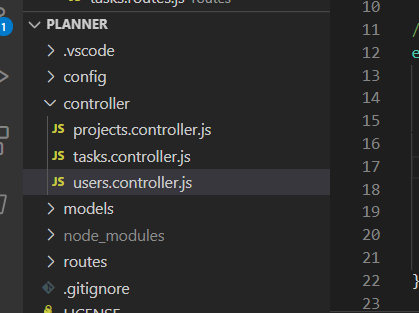 tasks.routes.js routes
1
PLANNER
.vscode
config
controller
JS projects.controller.js
JS tasks.controller.js
JS users.controller.js
models
node_modules
routes
.gitignore
LICENSE
10
11 /
12 e
13
14
15
16
17
18
19
20
21
22 }